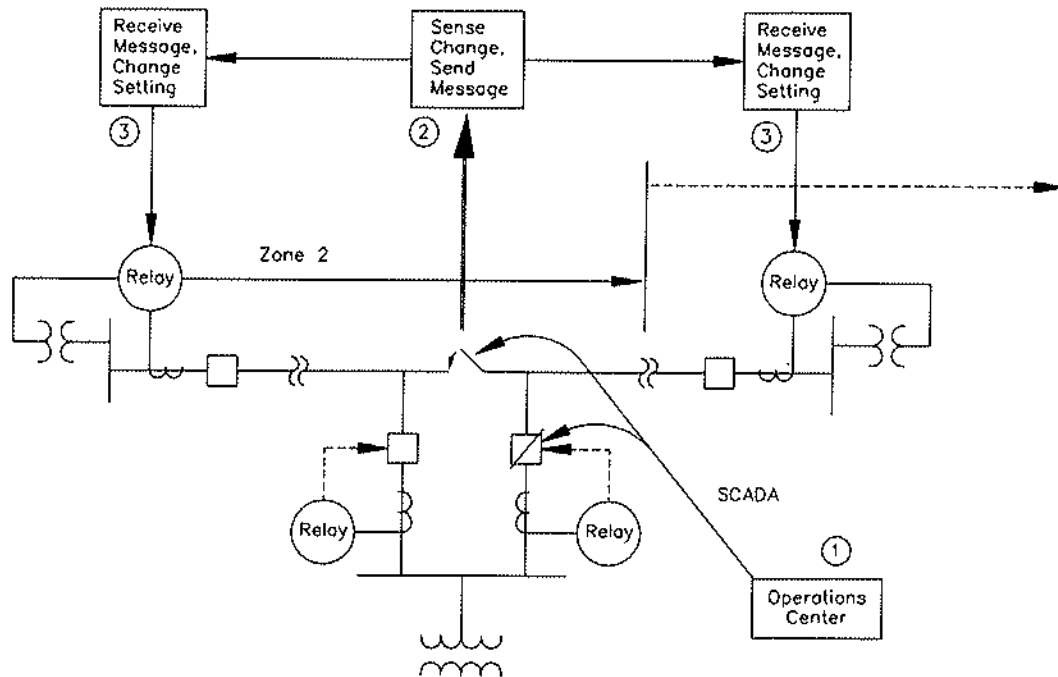 Receive
Message,
Change
Setting
Sense
Change,
Send
Message
Receive
Message,
Change
Setting
3
2
3
Zone 2
Relay
Relay
SCADA
Relay
Relay
1
Operations
Center